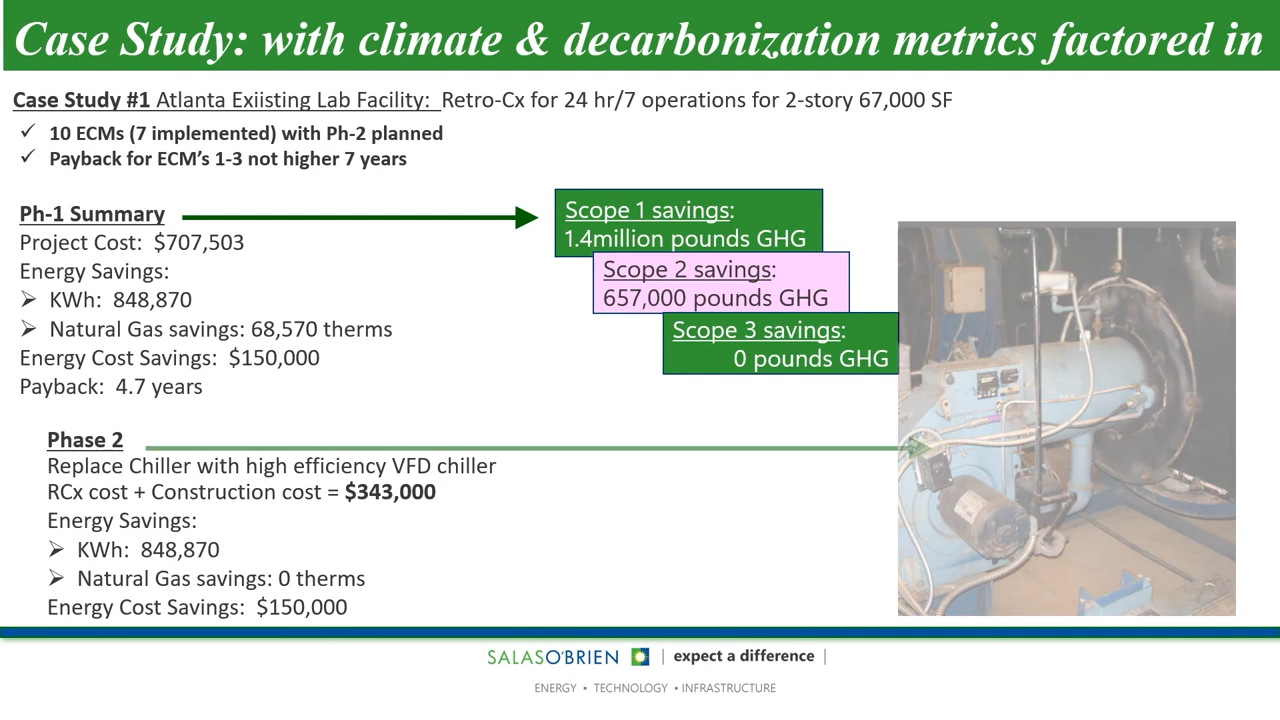 Case Study: with climate & decarbonization metrics factored in
Case Study #1 Atlanta Exiisting Lab Facility: Retro-Cx for 24 hr/7 operations for 2-story 67,000 SF
✓ 10 ECMs (7 implemented) with Ph-2 planned
✓ Payback for ECM’s 1-3 not higher 7 years
Ph-1 Summary
Project Cost: $707,503
Energy Savings:
➢ KWh: 848,870
➢ Natural Gas savings: 68,570 therms
Energy Cost Savings: $150,000
Payback: 4.7 years
Scope 1 savings:
1.4million pounds GHG
Scope 2 savings:
657,000 pounds GHG
Scope 3 savings:
0 pounds GHG
Phase 2
Replace Chiller with high efficiency VFD chiller
RCx cost + Construction cost = $343,000
Energy Savings:
➢ KWh: 848,870
➢ Natural Gas savings: 0 therms
Energy Cost Savings: $150,000
SALASO'BRIEN | expect a difference |
ENERGY • TECHNOLOGY • INFRASTRUCTURE